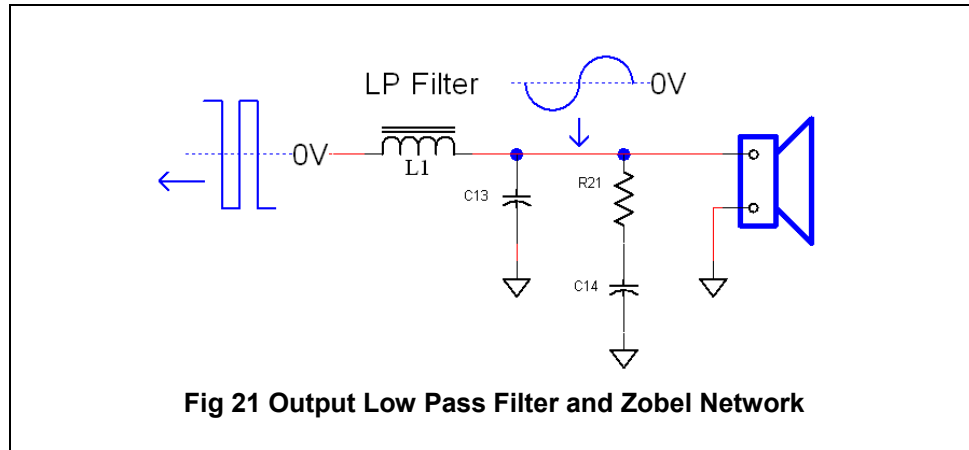 LP Filter
0V
0V
L1
C13
R21
C14
Fig 21 Output Low Pass Filter and Zobel Network